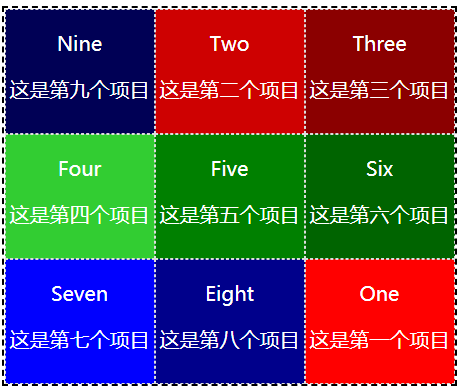 Nine
这是第九个项目
Two
这是第二个项目
Three
这是第三个项目
Four
这是第四个项目
Five
这是第五个项目
Six
这是第六个项目
Seven
这是第七个项目
Eight
这是第八个项目
One
这是第一个项目